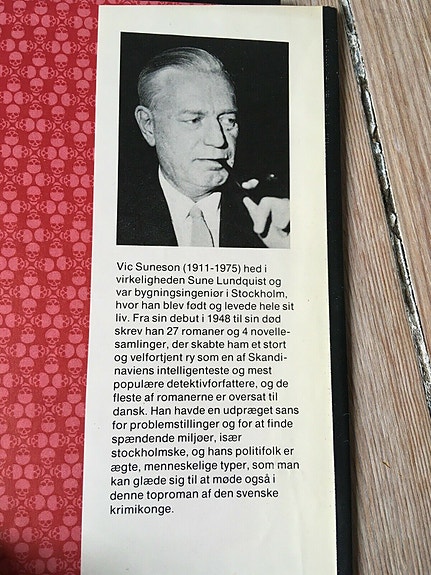 Vic Suneson (1911-1975) hed i
virkeligheden Sune Lundquist og
var bygningsingeniør i Stockholm,
hvor han blev født og levede hele sit
liv. Fra sin debut i 1948 til sin død
skrev han 27 romaner og 4 novelle-
samlinger, der skabte ham et stort
og velfortjent ry som en af Skandi-
naviens intelligenteste og mest
populære detektivforfattere, og de
fleste af romanerne er oversat til
dansk. Han havde en udpræget sans
for problemstillinger og for at finde
spændende miljøer, især
stockholmske, og hans politifolk er
ægte, menneskelige typer, som man
kan glæde sig til at møde også i
denne toproman af den svenske
krimikonge.